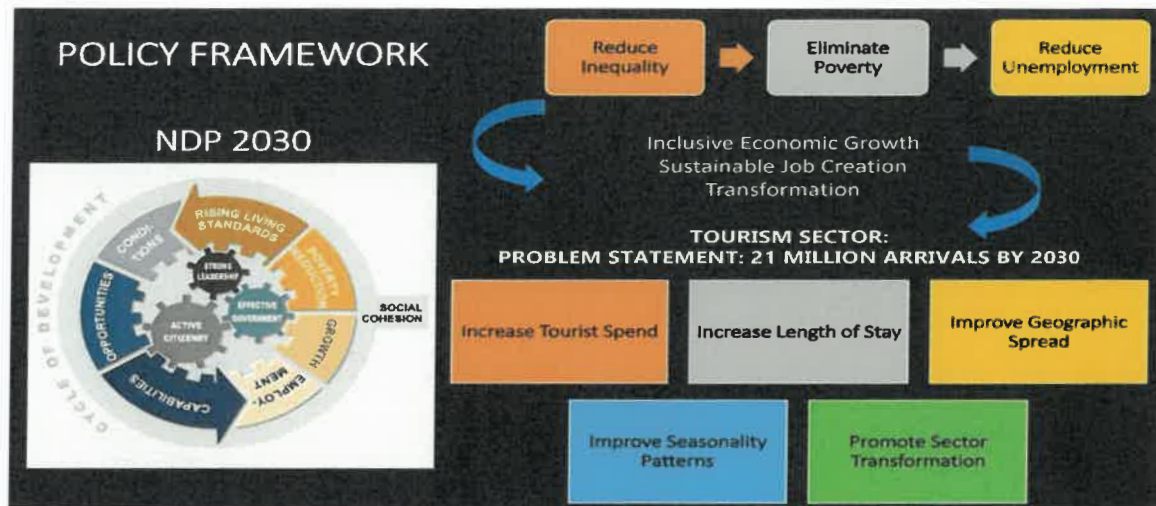 POLICY FRAMEWORK
Reduce
Inequality
Eliminate
Poverty
Reduce
Unemployment
NDP 2030
Inclusive Economic Growth
Sustainable Job Creation
Transformation
CYCLE OF DEVELOPMENT
RISING LIVING
STANDARDS
POVERTY
REDUCTION
GROWTH
EMPLOY-
MENT
CAPABILITIES
OPPORTUNITIES
CONDI-
TIONS
STRONG
LEADERSHIP
EFFECTIVE
GOVERNMENT
ACTIVE
CITIZENRY
SOCIAL
COHESION
TOURISM SECTOR:
PROBLEM STATEMENT: 21 MILLION ARRIVALS BY 2030
Increase Tourist Spend
Increase Length of Stay
Improve Geographic
Spread
Improve Seasonality
Patterns
Promote Sector
Transformation